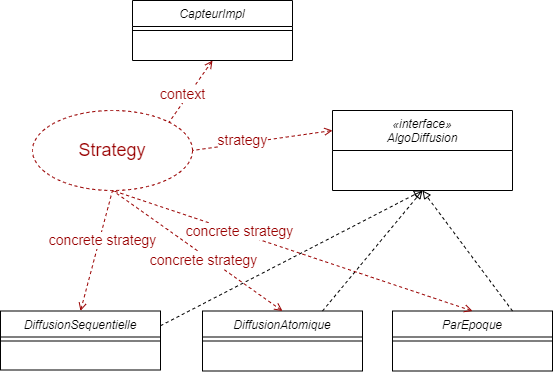 CapteurImpl
context
Strategy
strategy
«interface»
AlgoDiffusion
concrete strategy
concrete strategy
concrete strategy
DiffusionSequentielle
DiffusionAtomique
ParEpoque